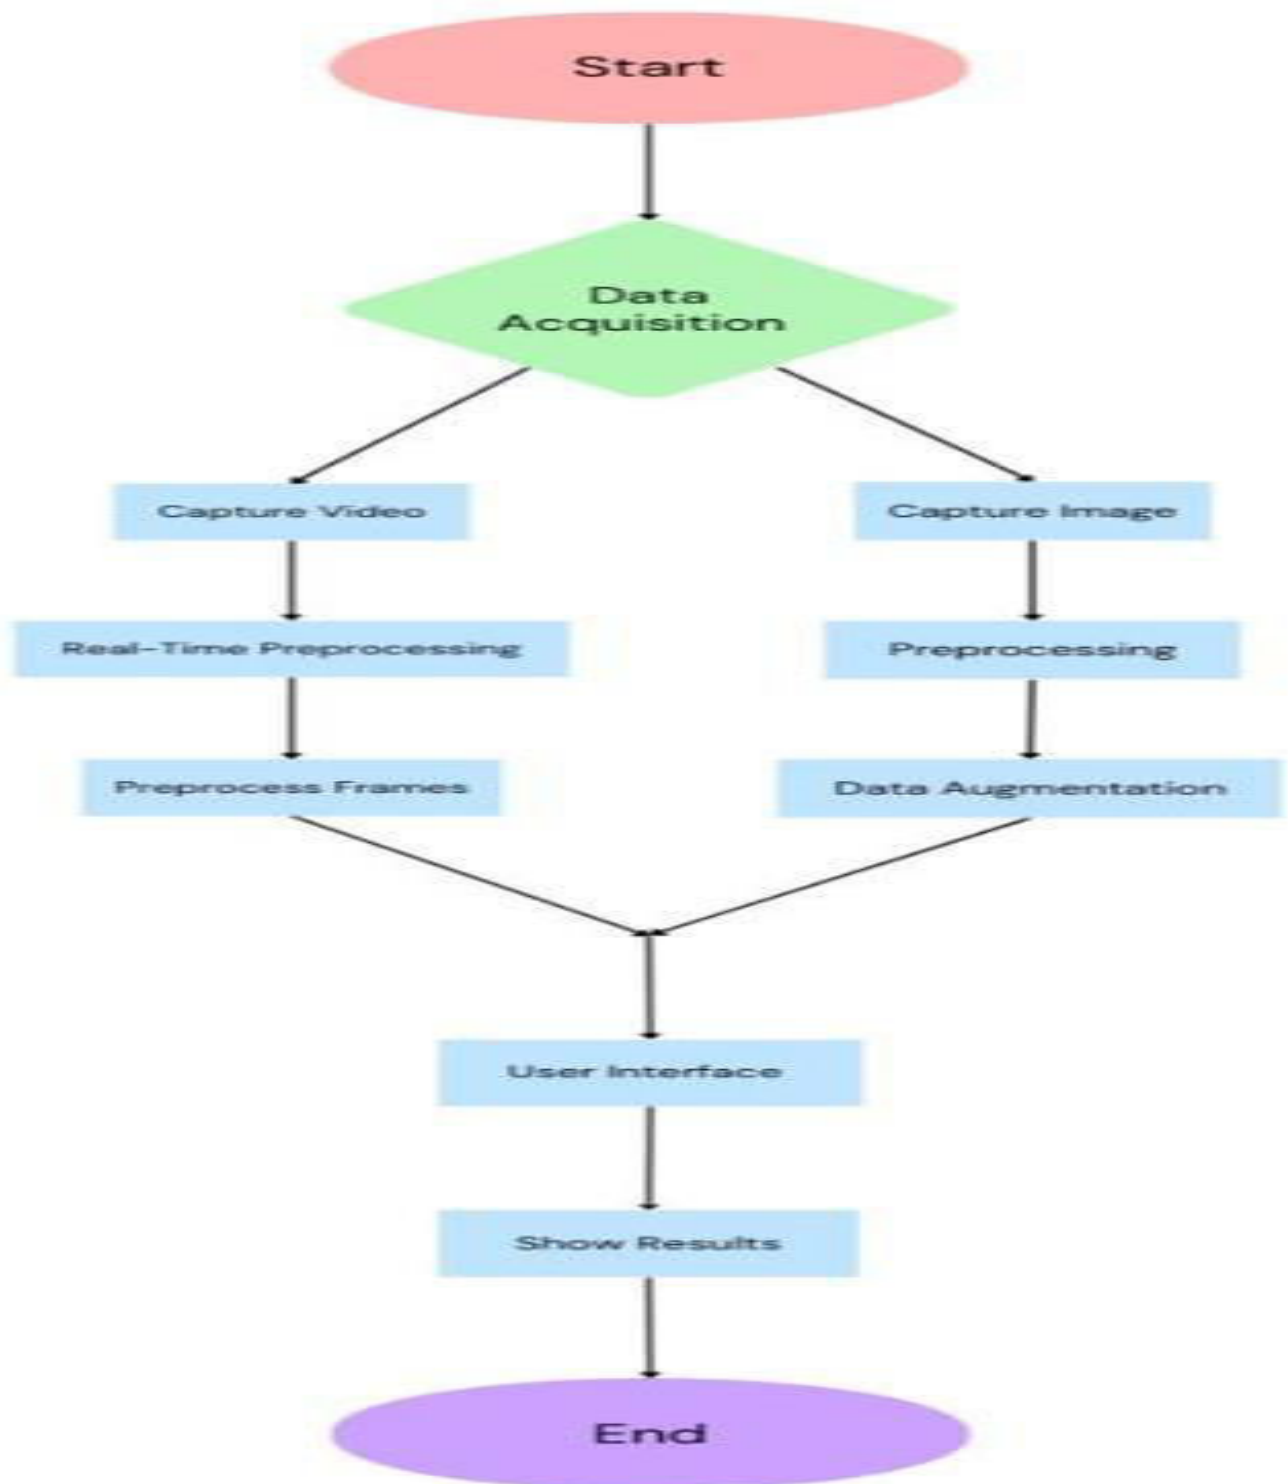 Start
Data
Acquisition
Capture Video
Capture Image
Real-Time Preprocessing
Preprocessing
Preprocess Frames
Data Augmentation
User Interface
Show Results
End